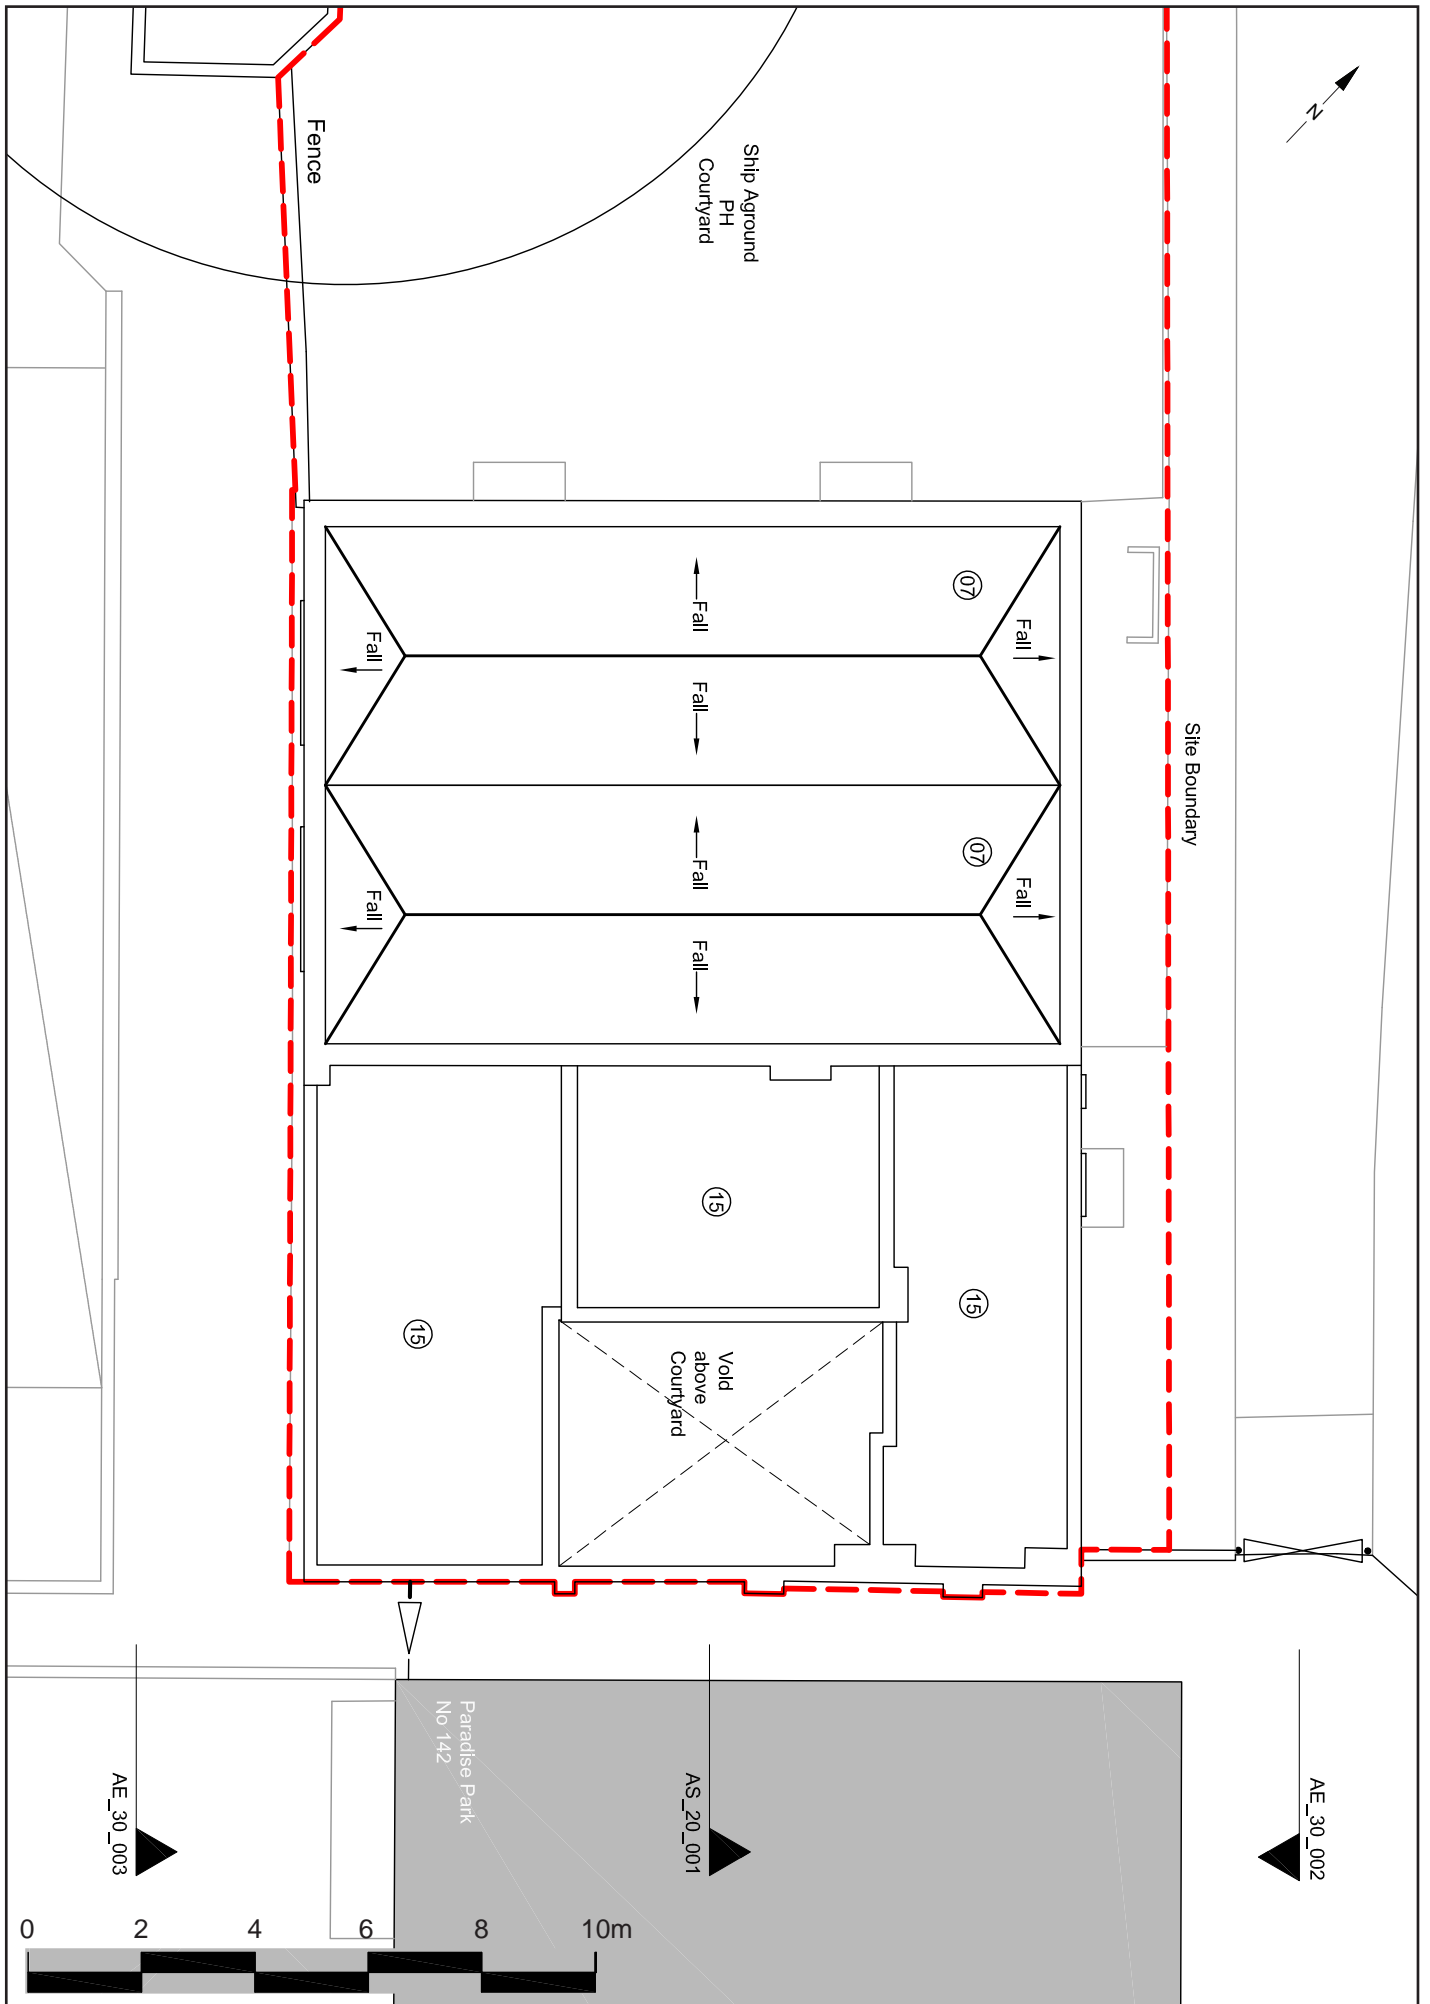 N
Fence
Ship Aground
PH
Courtyard
07
Fall
Fall
Fall
Fall
Site Boundary
07
Fall
Fall
Fall
Fall
15
15
15
Void
above
Courtyard
Paradise Park
No 142
AE_30_003
AS_20_001
AE_30_002
0 2 4 6 8 10m